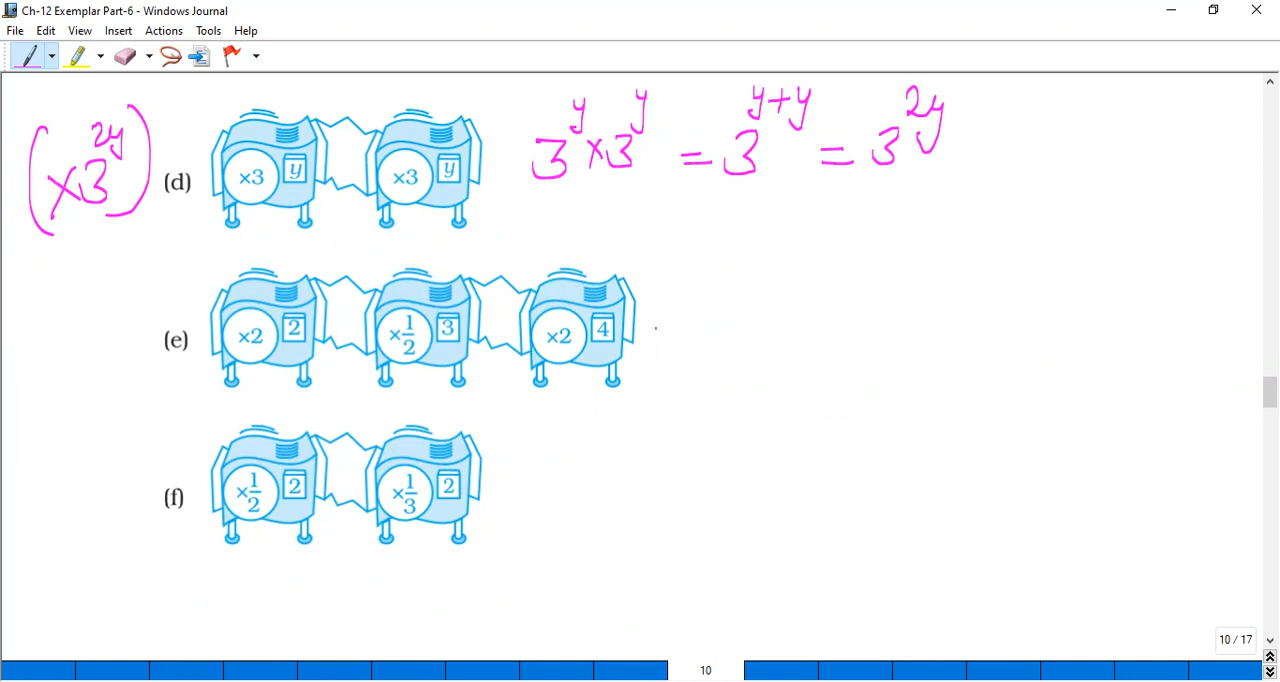 Ch-12 Exemplar Part-6 - Windows Journal
File Edit View Insert Actions Tools Help
(×3^2y) (d) ×3 y ×3 y 3^y × 3^y = 3^y+y = 3^2y
(e) ×2 2 ×1/2 3 ×2 4
(f) ×1/2 2 ×1/3 2
10 / 17
10